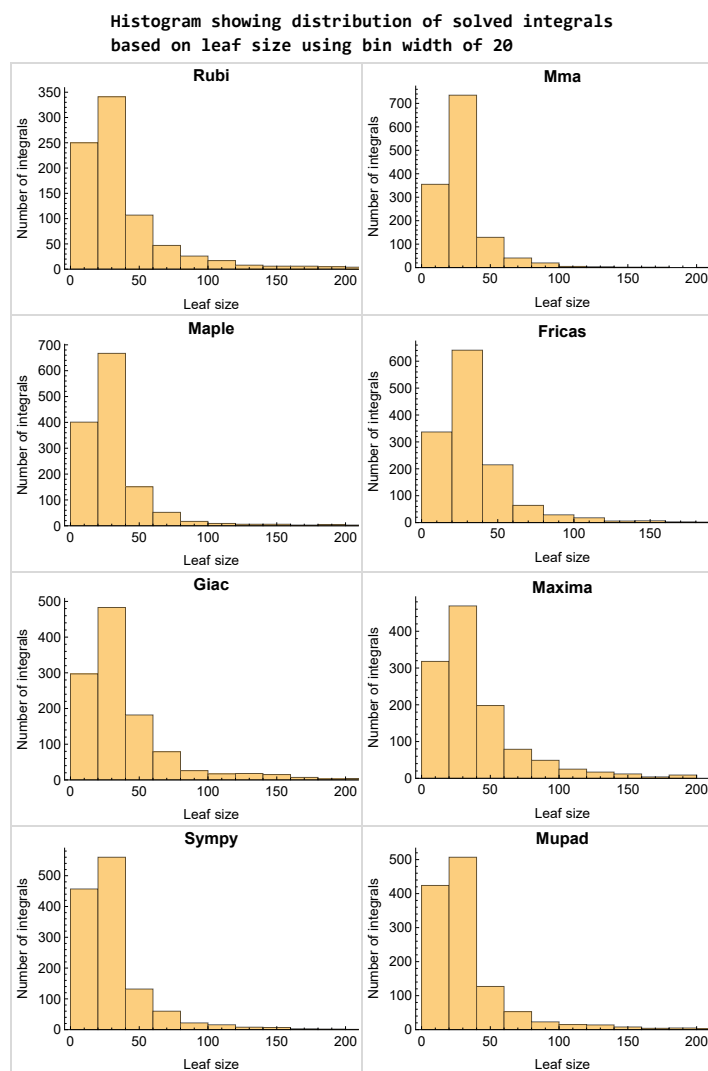 Histogram showing distribution of solved integrals
based on leaf size using bin width of 20
Rubi
Number of integrals
350
300
250
200
150
100
50
0
0 50 100 150 200
Leaf size
Mma
Number of integrals
700
600
500
400
300
200
100
0
0 50 100 150 200
Leaf size
Maple
Number of integrals
700
600
500
400
300
200
100
0
0 50 100 150 200
Leaf size
Fricas
Number of integrals
600
500
400
300
200
100
0
0 50 100 150
Leaf size
Giac
Number of integrals
500
400
300
200
100
0
0 50 100 150 200
Leaf size
Maxima
Number of integrals
400
300
200
100
0
0 50 100 150 200
Leaf size
Sympy
Number of integrals
500
400
300
200
100
0
0 50 100 150 200
Leaf size
Mupad
Number of integrals
500
400
300
200
100
0
0 50 100 150 200
Leaf size